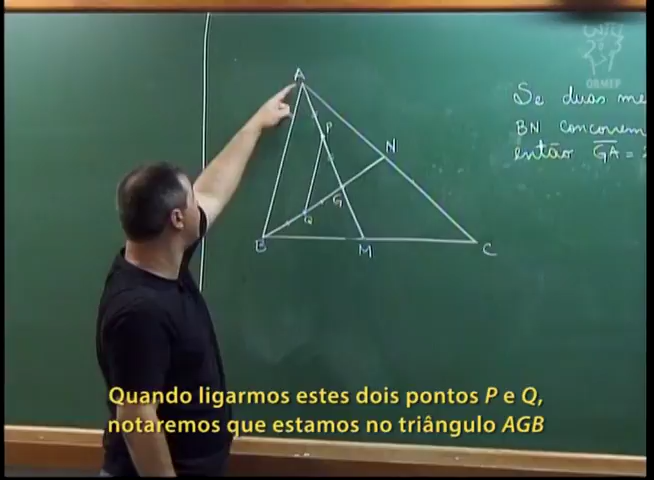 OBMEP
A
P
N
Q
G
B
M
C
Se duas me
BN concorrem
então GA =
Quando ligarmos estes dois pontos P e Q,
notaremos que estamos no triângulo AGB